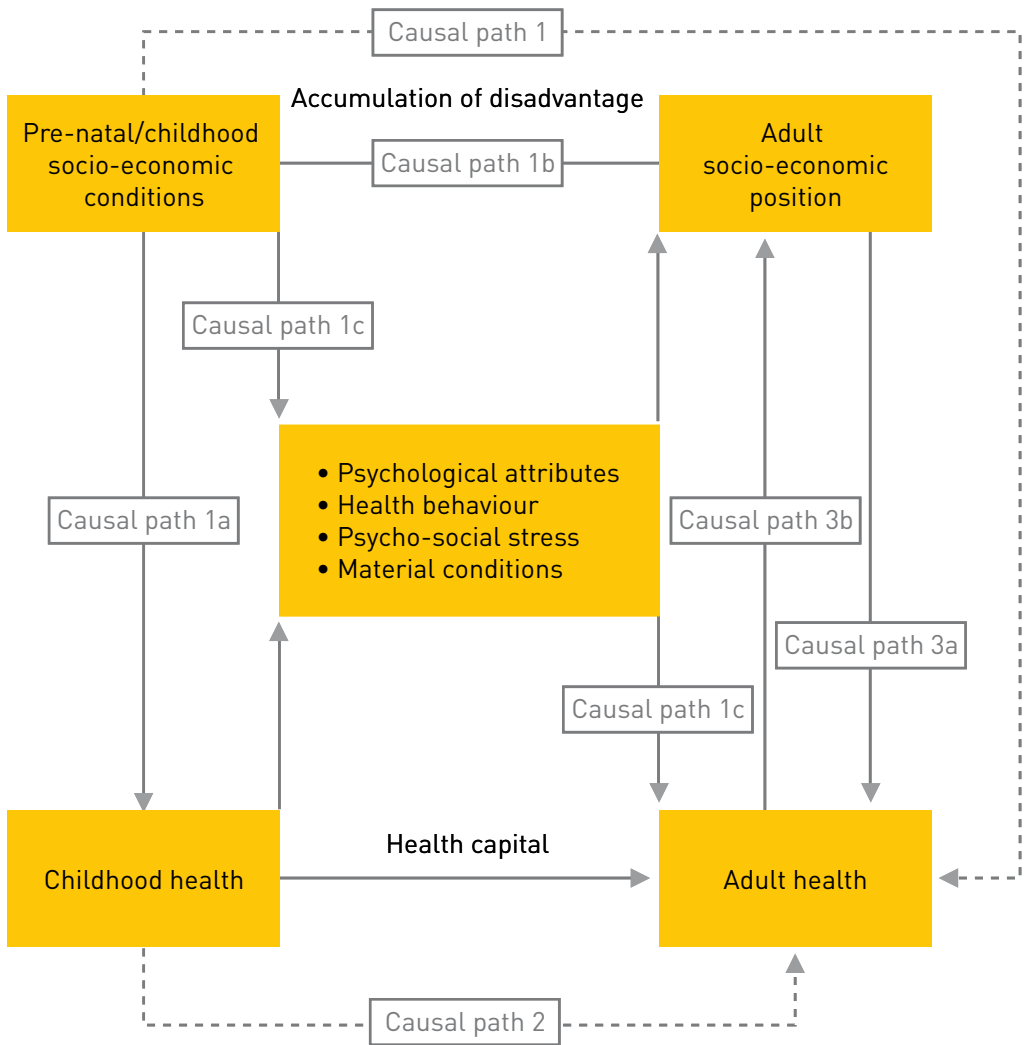 Causal path 1
Accumulation of disadvantage
Pre-natal/childhood
socio-economic
conditions
Causal path 1b
Adult
socio-economic
position
Causal path 1c
• Psychological attributes
• Health behaviour
• Psycho-social stress
• Material conditions
Causal path 1a
Causal path 3b
Causal path 3a
Causal path 1c
Health capital
Childhood health
Adult health
Causal path 2